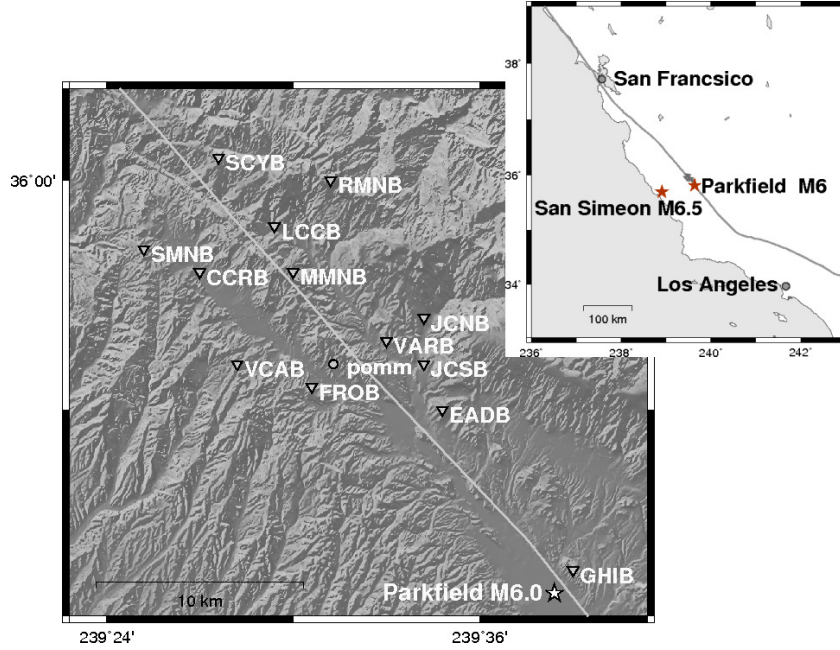 38˚
San Francsico
36˚
Parkfield M6
San Simeon M6.5
Los Angeles
34˚
100 km
236˚ 238˚ 240˚ 242˚
36˚00'
SCYB
RMNB
LCCB
SMNB
CCRB
MMNB
JCNB
VARB
VCAB
pomm
JCSB
FROB
EADB
GHIB
Parkfield M6.0
10 km
239˚24' 239˚36'